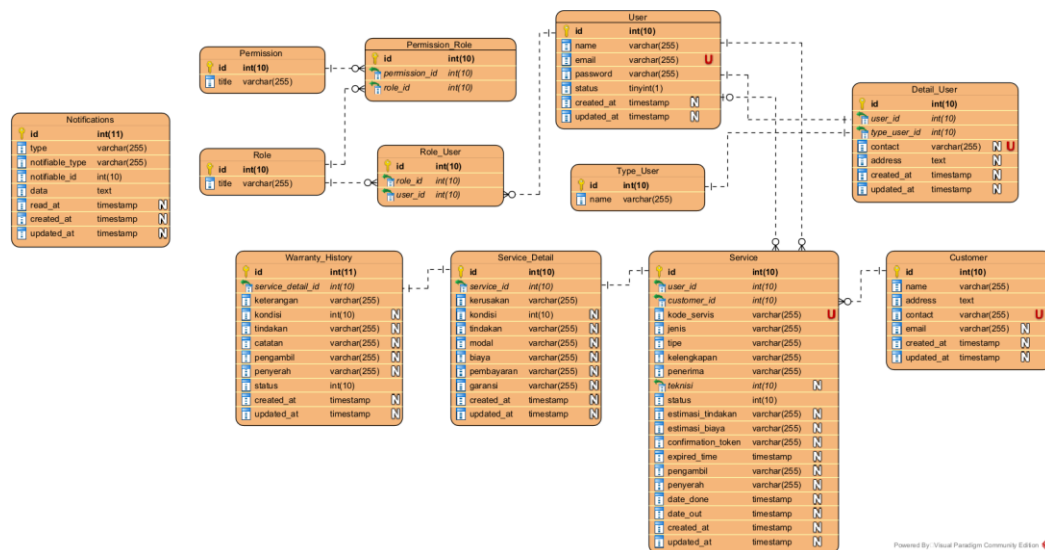 User
id int(10)
name varchar(255)
email varchar(255) U
password varchar(255)
status tinyint(1)
created_at timestamp N
updated_at timestamp N
Permission
id int(10)
title varchar(255)
Permission_Role
id int(10)
permission_id int(10)
role_id int(10)
Detail_User
id int(10)
user_id int(10)
type_user_id int(10)
contact varchar(255) N U
address text N
created_at timestamp N
updated_at timestamp N
Notifications
id int(11)
type varchar(255)
notifiable_type varchar(255)
notifiable_id int(10)
data text
read_at timestamp N
created_at timestamp N
updated_at timestamp N
Role
id int(10)
title varchar(255)
Role_User
id int(10)
role_id int(10)
user_id int(10)
Type_User
id int(10)
name varchar(255)
Warranty_History
id int(11)
service_detail_id int(10)
keterangan varchar(255)
kondisi int(10) N
tindakan varchar(255) N
catatan varchar(255) N
pengambil varchar(255) N
penyerah varchar(255) N
status int(10)
created_at timestamp N
updated_at timestamp N
Service_Detail
id int(10)
service_id int(10)
kerusakan varchar(255)
kondisi int(10) N
tindakan varchar(255) N
modal varchar(255) N
biaya varchar(255) N
pembayaran varchar(255) N
garansi varchar(255) N
created_at timestamp N
updated_at timestamp N
Service
id int(10)
user_id int(10)
customer_id int(10)
kode_servis varchar(255) U
jenis varchar(255)
tipe varchar(255)
kelengkapan varchar(255)
penerima varchar(255)
teknisi int(10) N
status int(10)
estimasi_tindakan varchar(255) N
estimasi_biaya varchar(255) N
confirmation_token varchar(255) N
expired_time timestamp N
pengambil varchar(255) N
penyerah varchar(255) N
date_done timestamp N
date_out timestamp N
created_at timestamp N
updated_at timestamp N
Customer
id int(10)
name varchar(255)
address text
contact varchar(255) U
email varchar(255) N
created_at timestamp N
updated_at timestamp N
Powered By: Visual Paradigm Community Edition